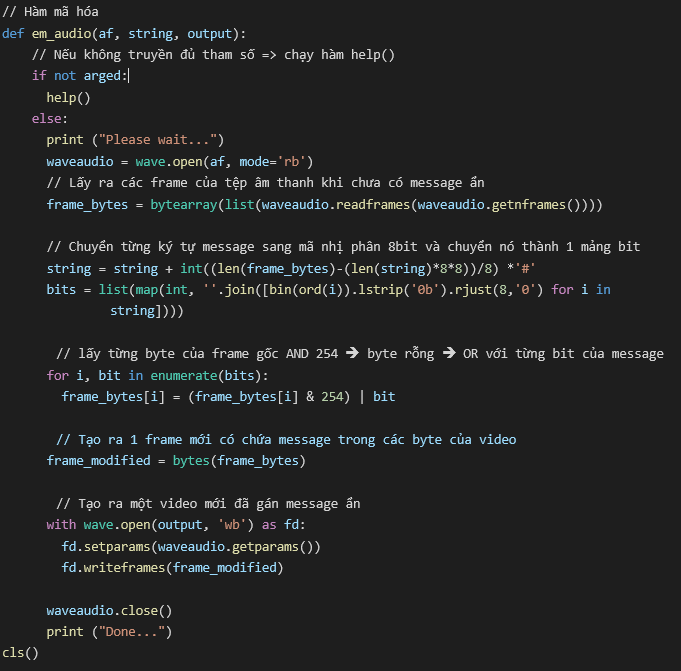 // Hàm mã hóa
def em_audio(af, string, output):
    // Nếu không truyền đủ tham số => chạy hàm help()
    if not arged:
      help()
    else:
      print ("Please wait...")
      waveaudio = wave.open(af, mode='rb')
      // Lấy ra các frame của tệp âm thanh khi chưa có message ẩn
      frame_bytes = bytearray(list(waveaudio.readframes(waveaudio.getnframes())))
      // Chuyển từng ký tự message sang mã nhị phân 8bit và chuyển nó thành 1 mảng bit
      string = string + int((len(frame_bytes)-(len(string)*8*8))/8) *'#'
      bits = list(map(int, ''.join([bin(ord(i)).lstrip('0b').rjust(8,'0') for i in
              string])))
       // lấy từng byte của frame gốc AND 254 🡺 byte rỗng 🡺 OR với từng bit của message
      for i, bit in enumerate(bits):
        frame_bytes[i] = (frame_bytes[i] & 254) | bit
       // Tạo ra 1 frame mới có chứa message trong các byte của video
      frame_modified = bytes(frame_bytes)
       // Tạo ra một video mới đã gán message ẩn
      with wave.open(output, 'wb') as fd:
        fd.setparams(waveaudio.getparams())
        fd.writeframes(frame_modified)
      waveaudio.close()
      print ("Done...")
cls()